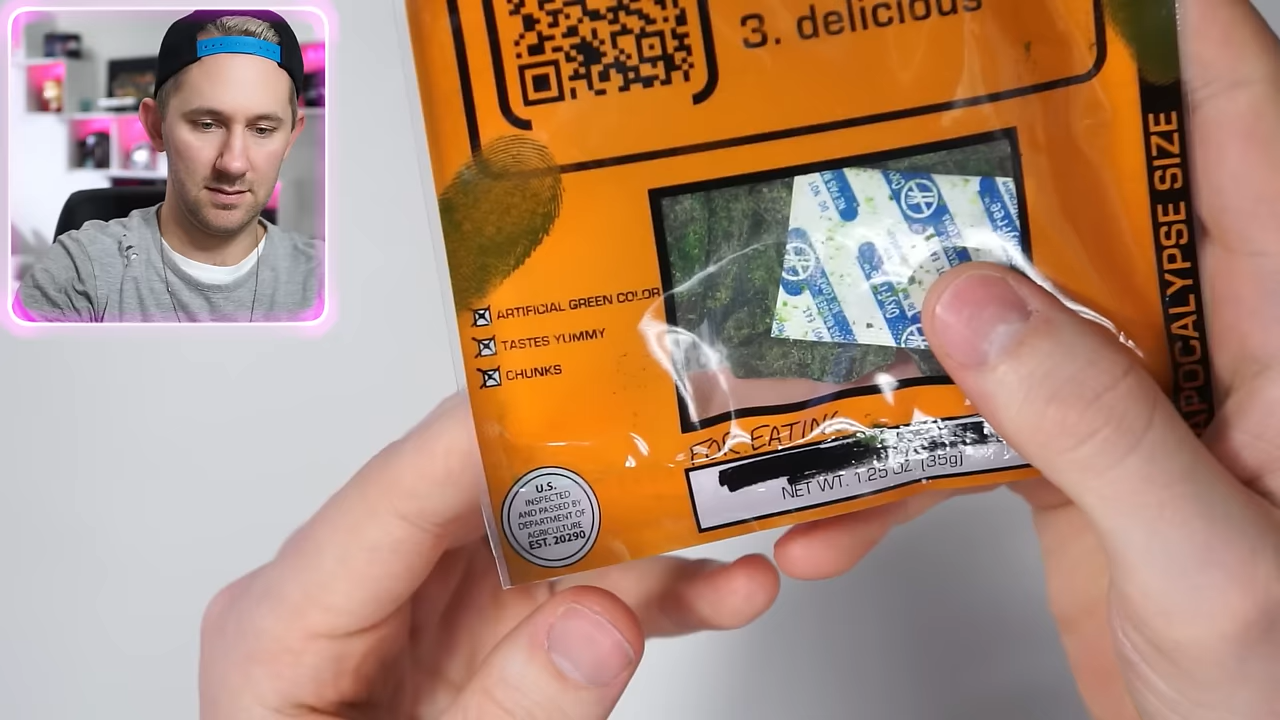 3. delicious
APOCALYPSE SIZE
ARTIFICIAL GREEN COLOR
TASTES YUMMY
CHUNKS
FOR EATING
NET WT. 1.25 OZ. (35g)
U.S.
INSPECTED
AND PASSED BY
DEPARTMENT OF
AGRICULTURE
EST. 20290